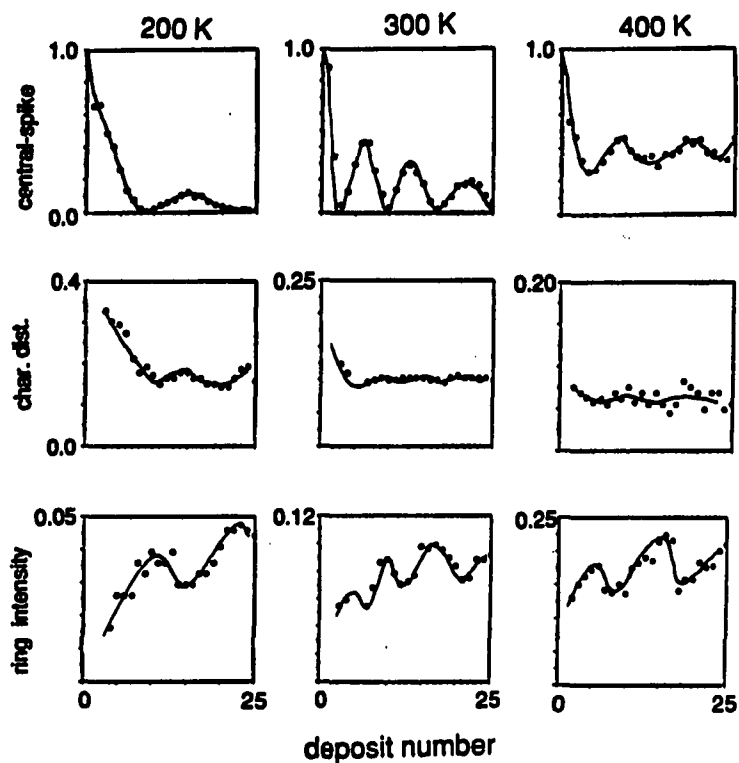 200 K 300 K 400 K
central-spike
1.0 1.0 1.0
0.0
char. dist.
0.4 0.25 0.20
0.0
ring intensity
0.05 0.12 0.25
0 25 0 25 0 25
deposit number